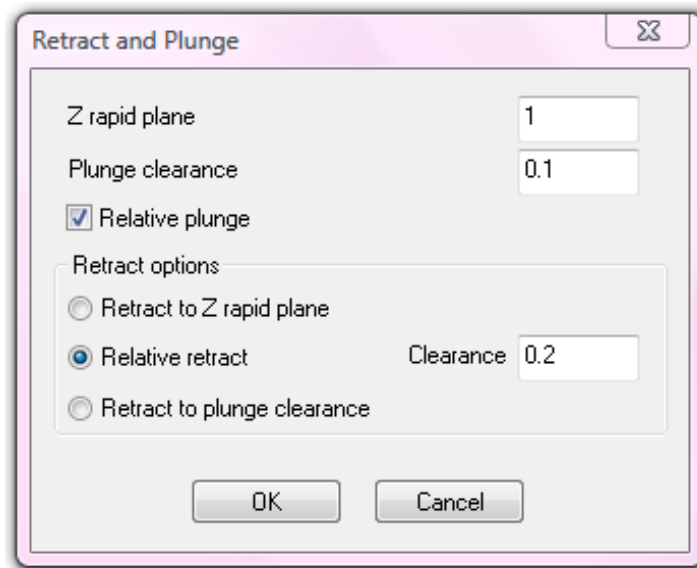 Retract and Plunge
Z rapid plane 1
Plunge clearance 0.1
Relative plunge
Retract options
Retract to Z rapid plane
Relative retract Clearance 0.2
Retract to plunge clearance
OK Cancel